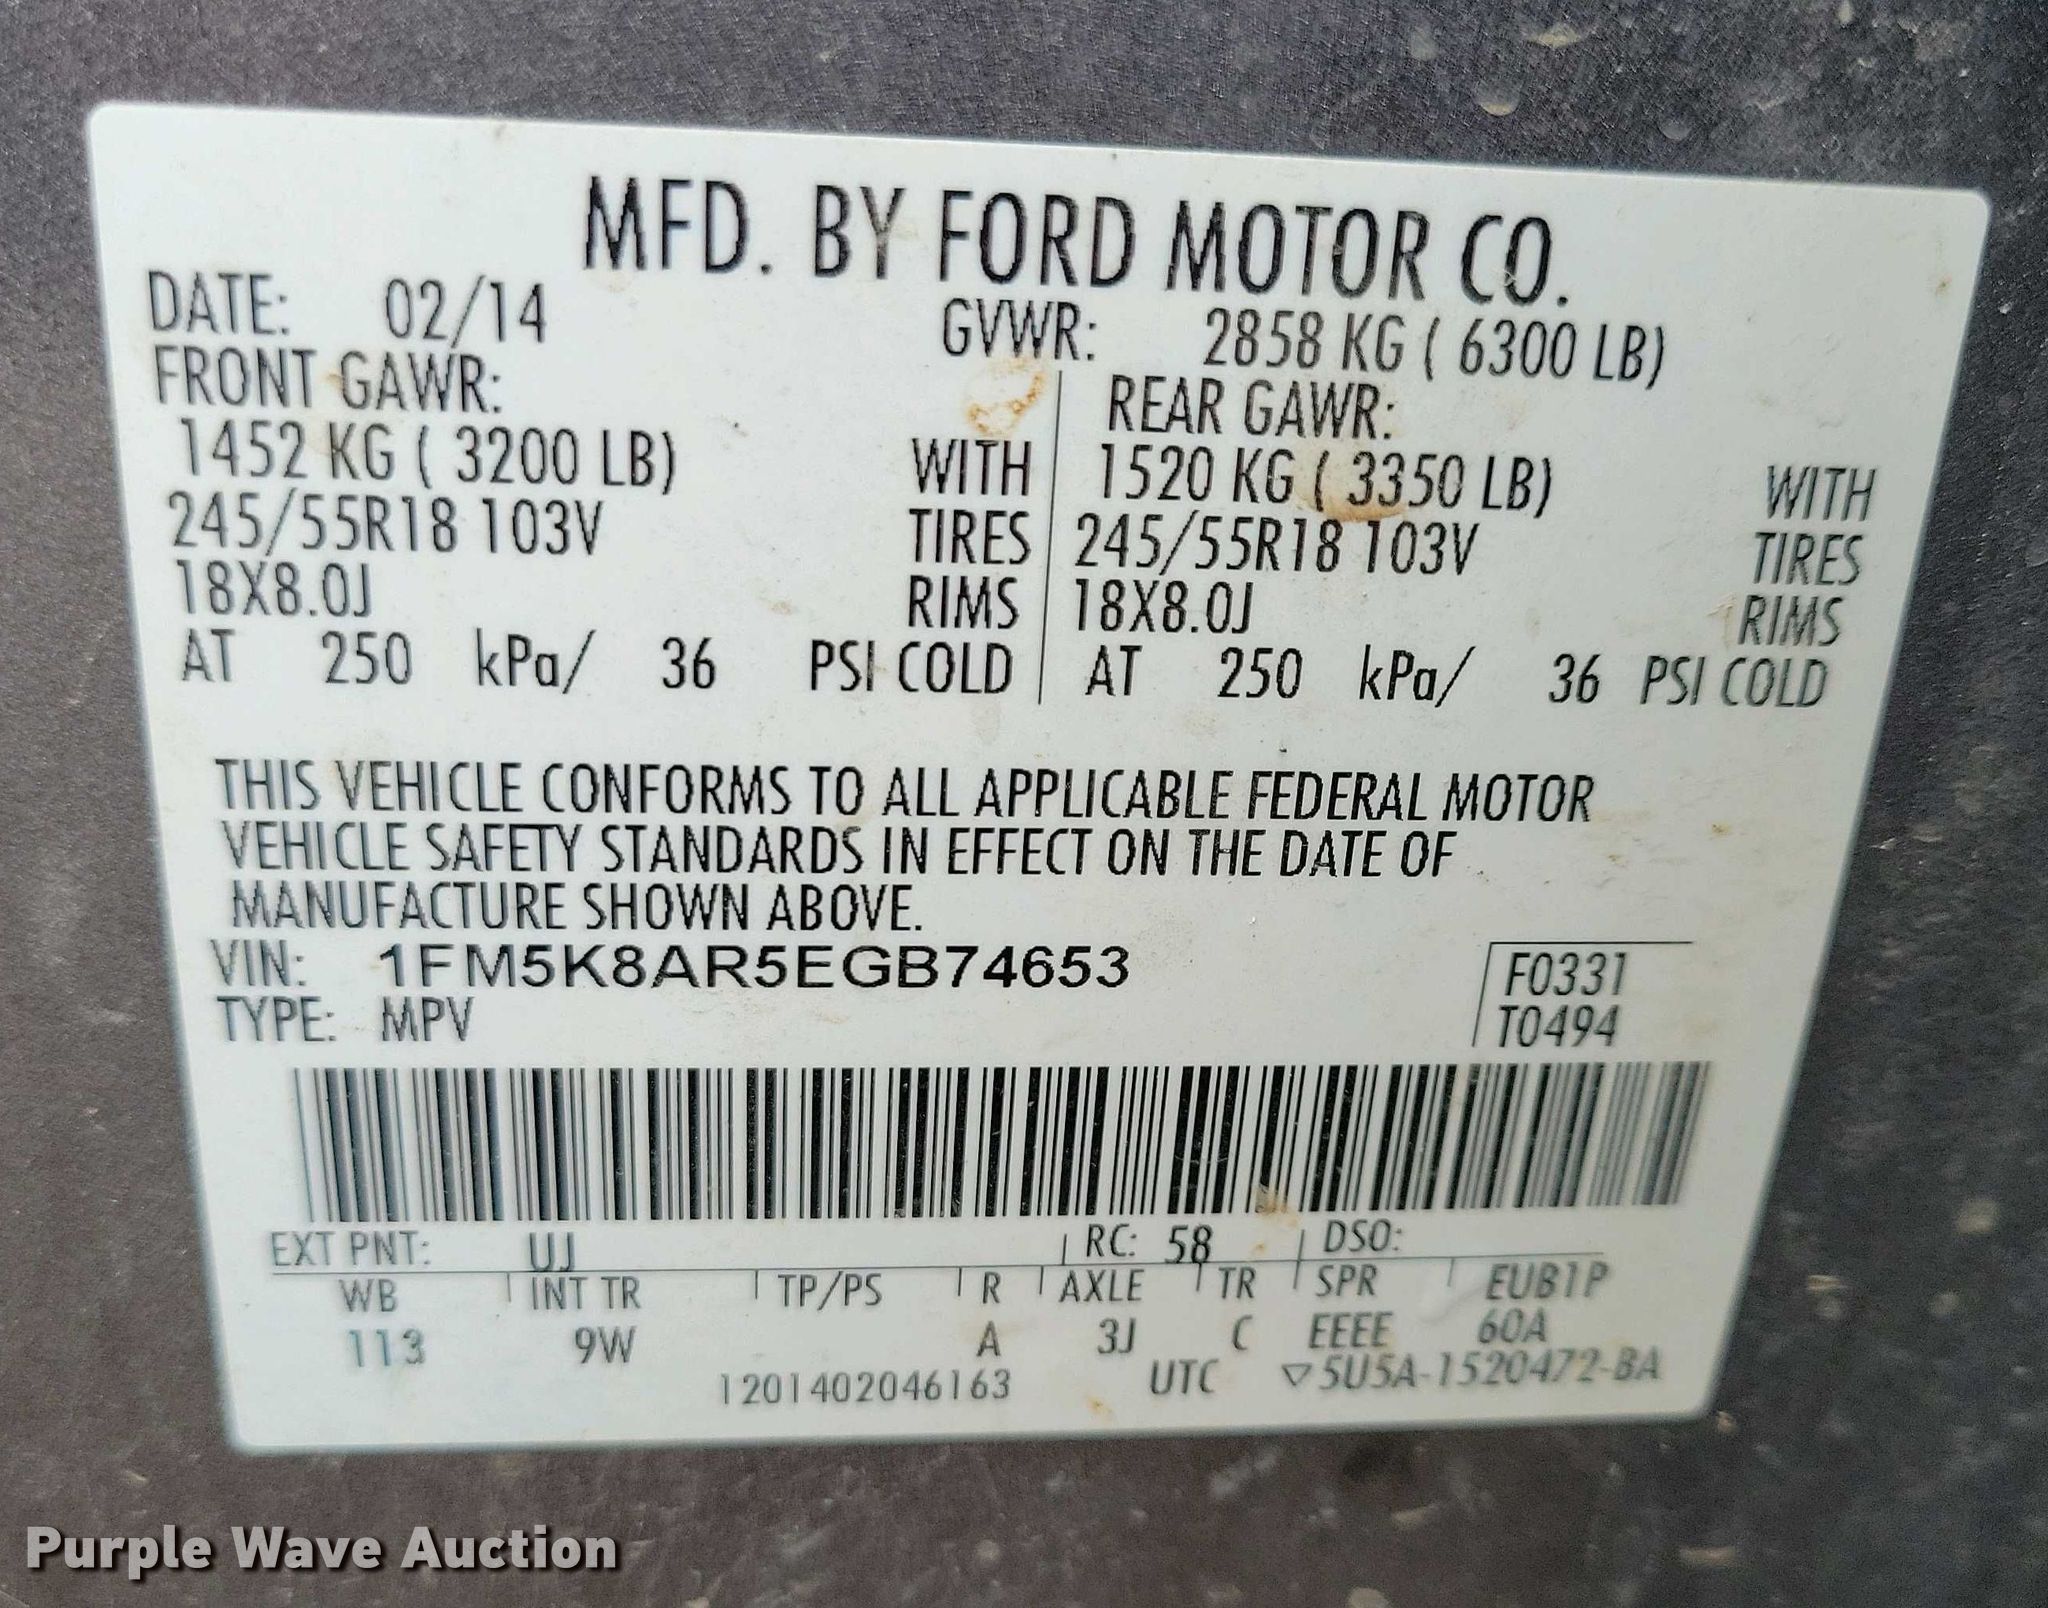 MFD. BY FORD MOTOR CO.
DATE: 02/14 GVWR: 2858 KG ( 6300 LB)
FRONT GAWR: REAR GAWR:
1452 KG ( 3200 LB) WITH 1520 KG ( 3350 LB) WITH
245/55R18 103V TIRES 245/55R18 103V TIRES
18X8.0J RIMS 18X8.0J RIMS
AT 250 kPa/ 36 PSI COLD AT 250 kPa/ 36 PSI COLD
THIS VEHICLE CONFORMS TO ALL APPLICABLE FEDERAL MOTOR
VEHICLE SAFETY STANDARDS IN EFFECT ON THE DATE OF
MANUFACTURE SHOWN ABOVE.
VIN: 1FM5K8AR5EGB74653 F0331
TYPE: MPV T0494
EXT PNT: UJ RC: 58 DSO:
WB INT TR TP/PS R AXLE TR SPR EUB1P
113 9W A 3J C EEEE 60A
1201402046163 UTC ▽5U5A-1520472-BA
Purple Wave Auction